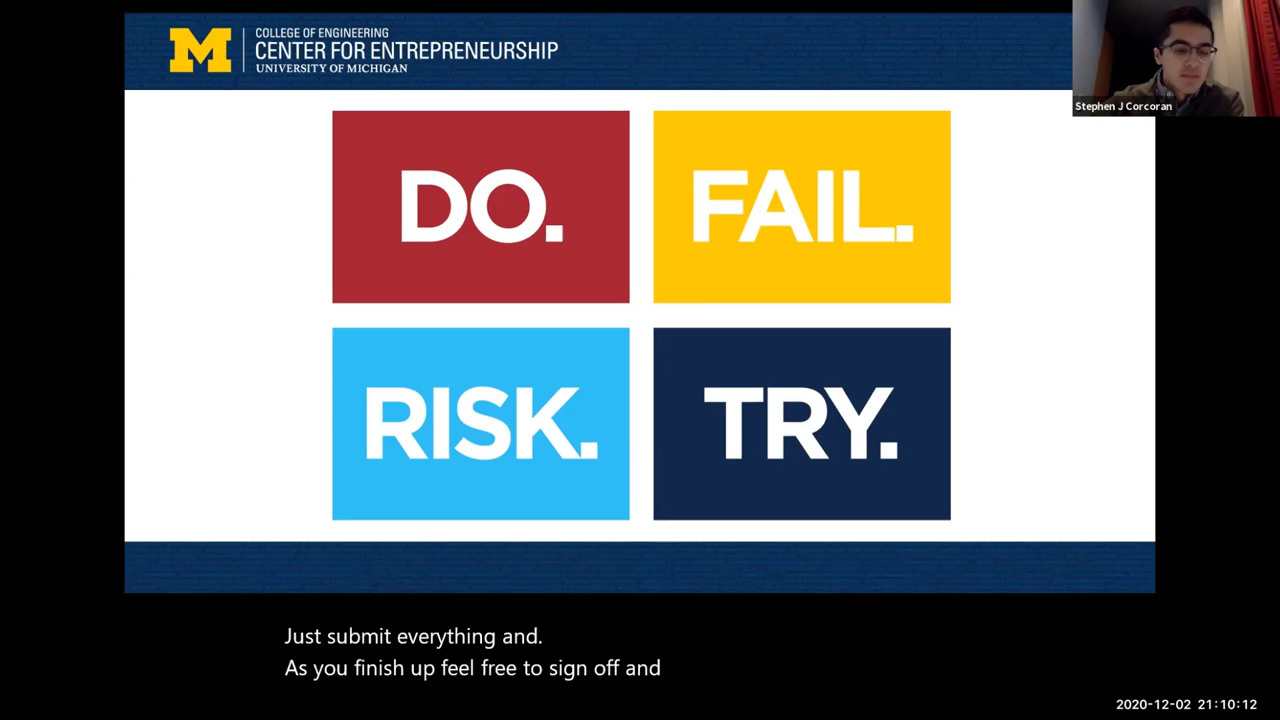 M
COLLEGE OF ENGINEERING
CENTER FOR ENTREPRENEURSHIP
UNIVERSITY OF MICHIGAN
Stephen J Corcoran
DO.
FAIL.
RISK.
TRY.
Just submit everything and.
As you finish up feel free to sign off and
2020-12-02 21:10:12